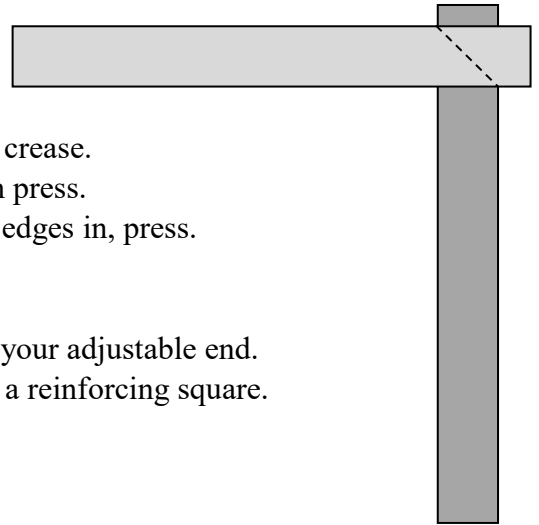 crease.
press.
edges in, press.
your adjustable end.
a reinforcing square.